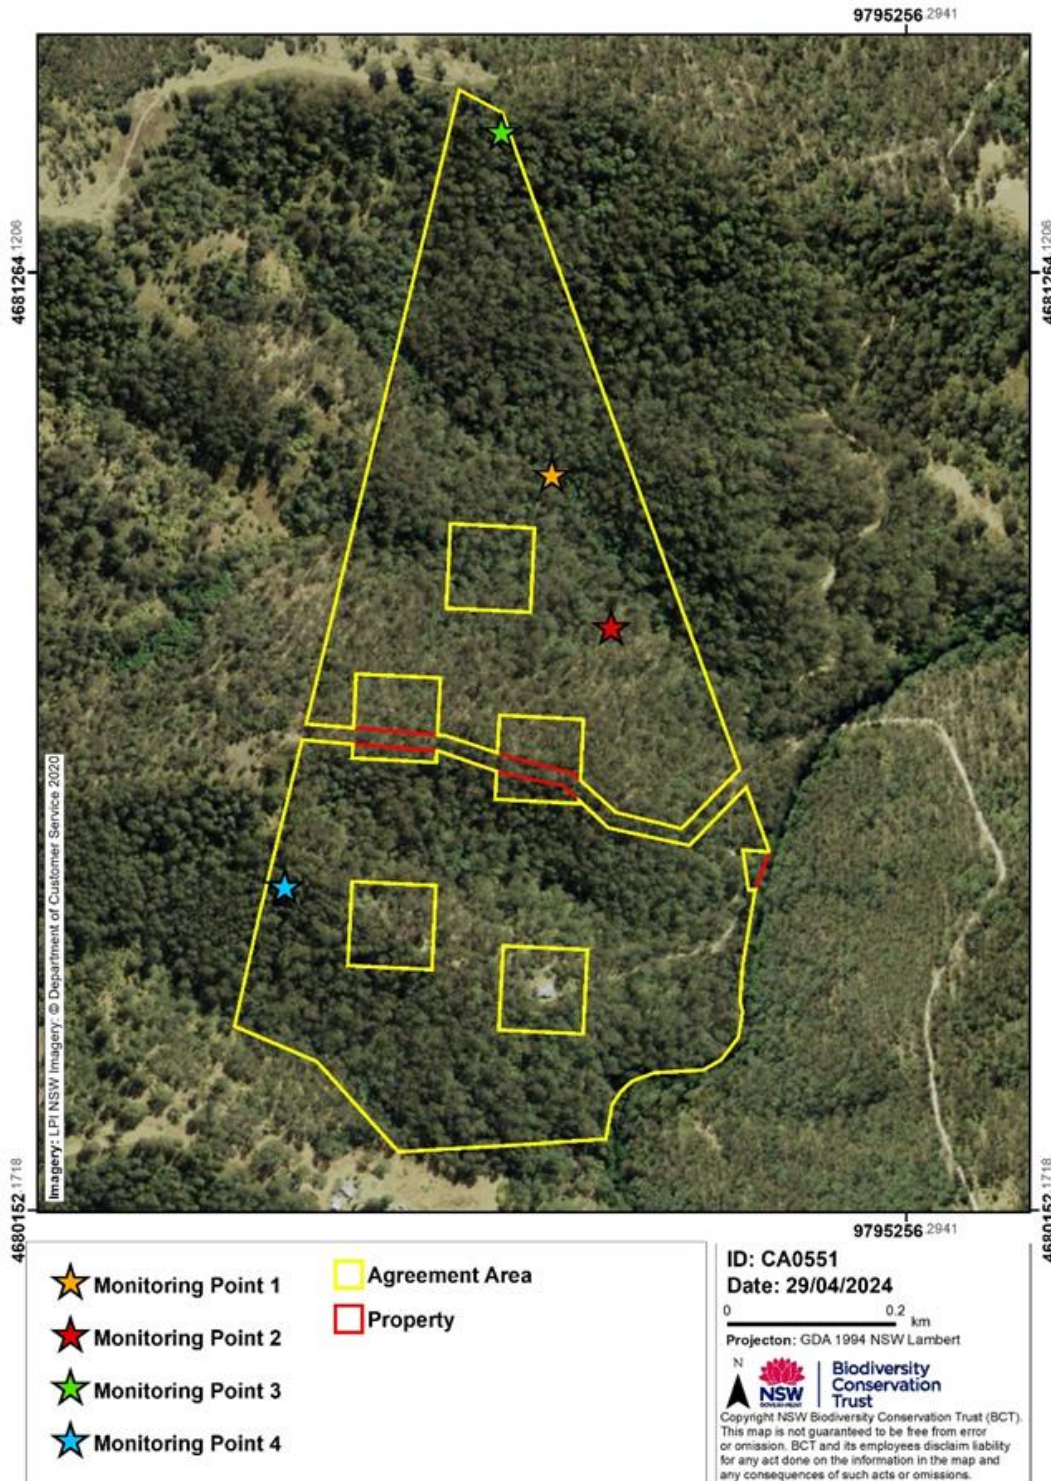 9795256.2941
4681264.1206
4681264.1206
Imagery: LPI NSW Imagery: © Department of Customer Service 2020
4680152.1718
4680152.1718
9795256.2941
Monitoring Point 1
Monitoring Point 2
Monitoring Point 3
Monitoring Point 4
Agreement Area
Property
ID: CA0551
Date: 29/04/2024
0 0.2
km
Projecton: GDA 1994 NSW Lambert
N
NSW
GOVERNMENT
Biodiversity
Conservation
Trust
Copyright NSW Biodiversity Conservation Trust (BCT).
This map is not guaranteed to be free from error
or omission. BCT and its employees disclaim liability
for any act done on the information in the map and
any consequences of such acts or omissions.